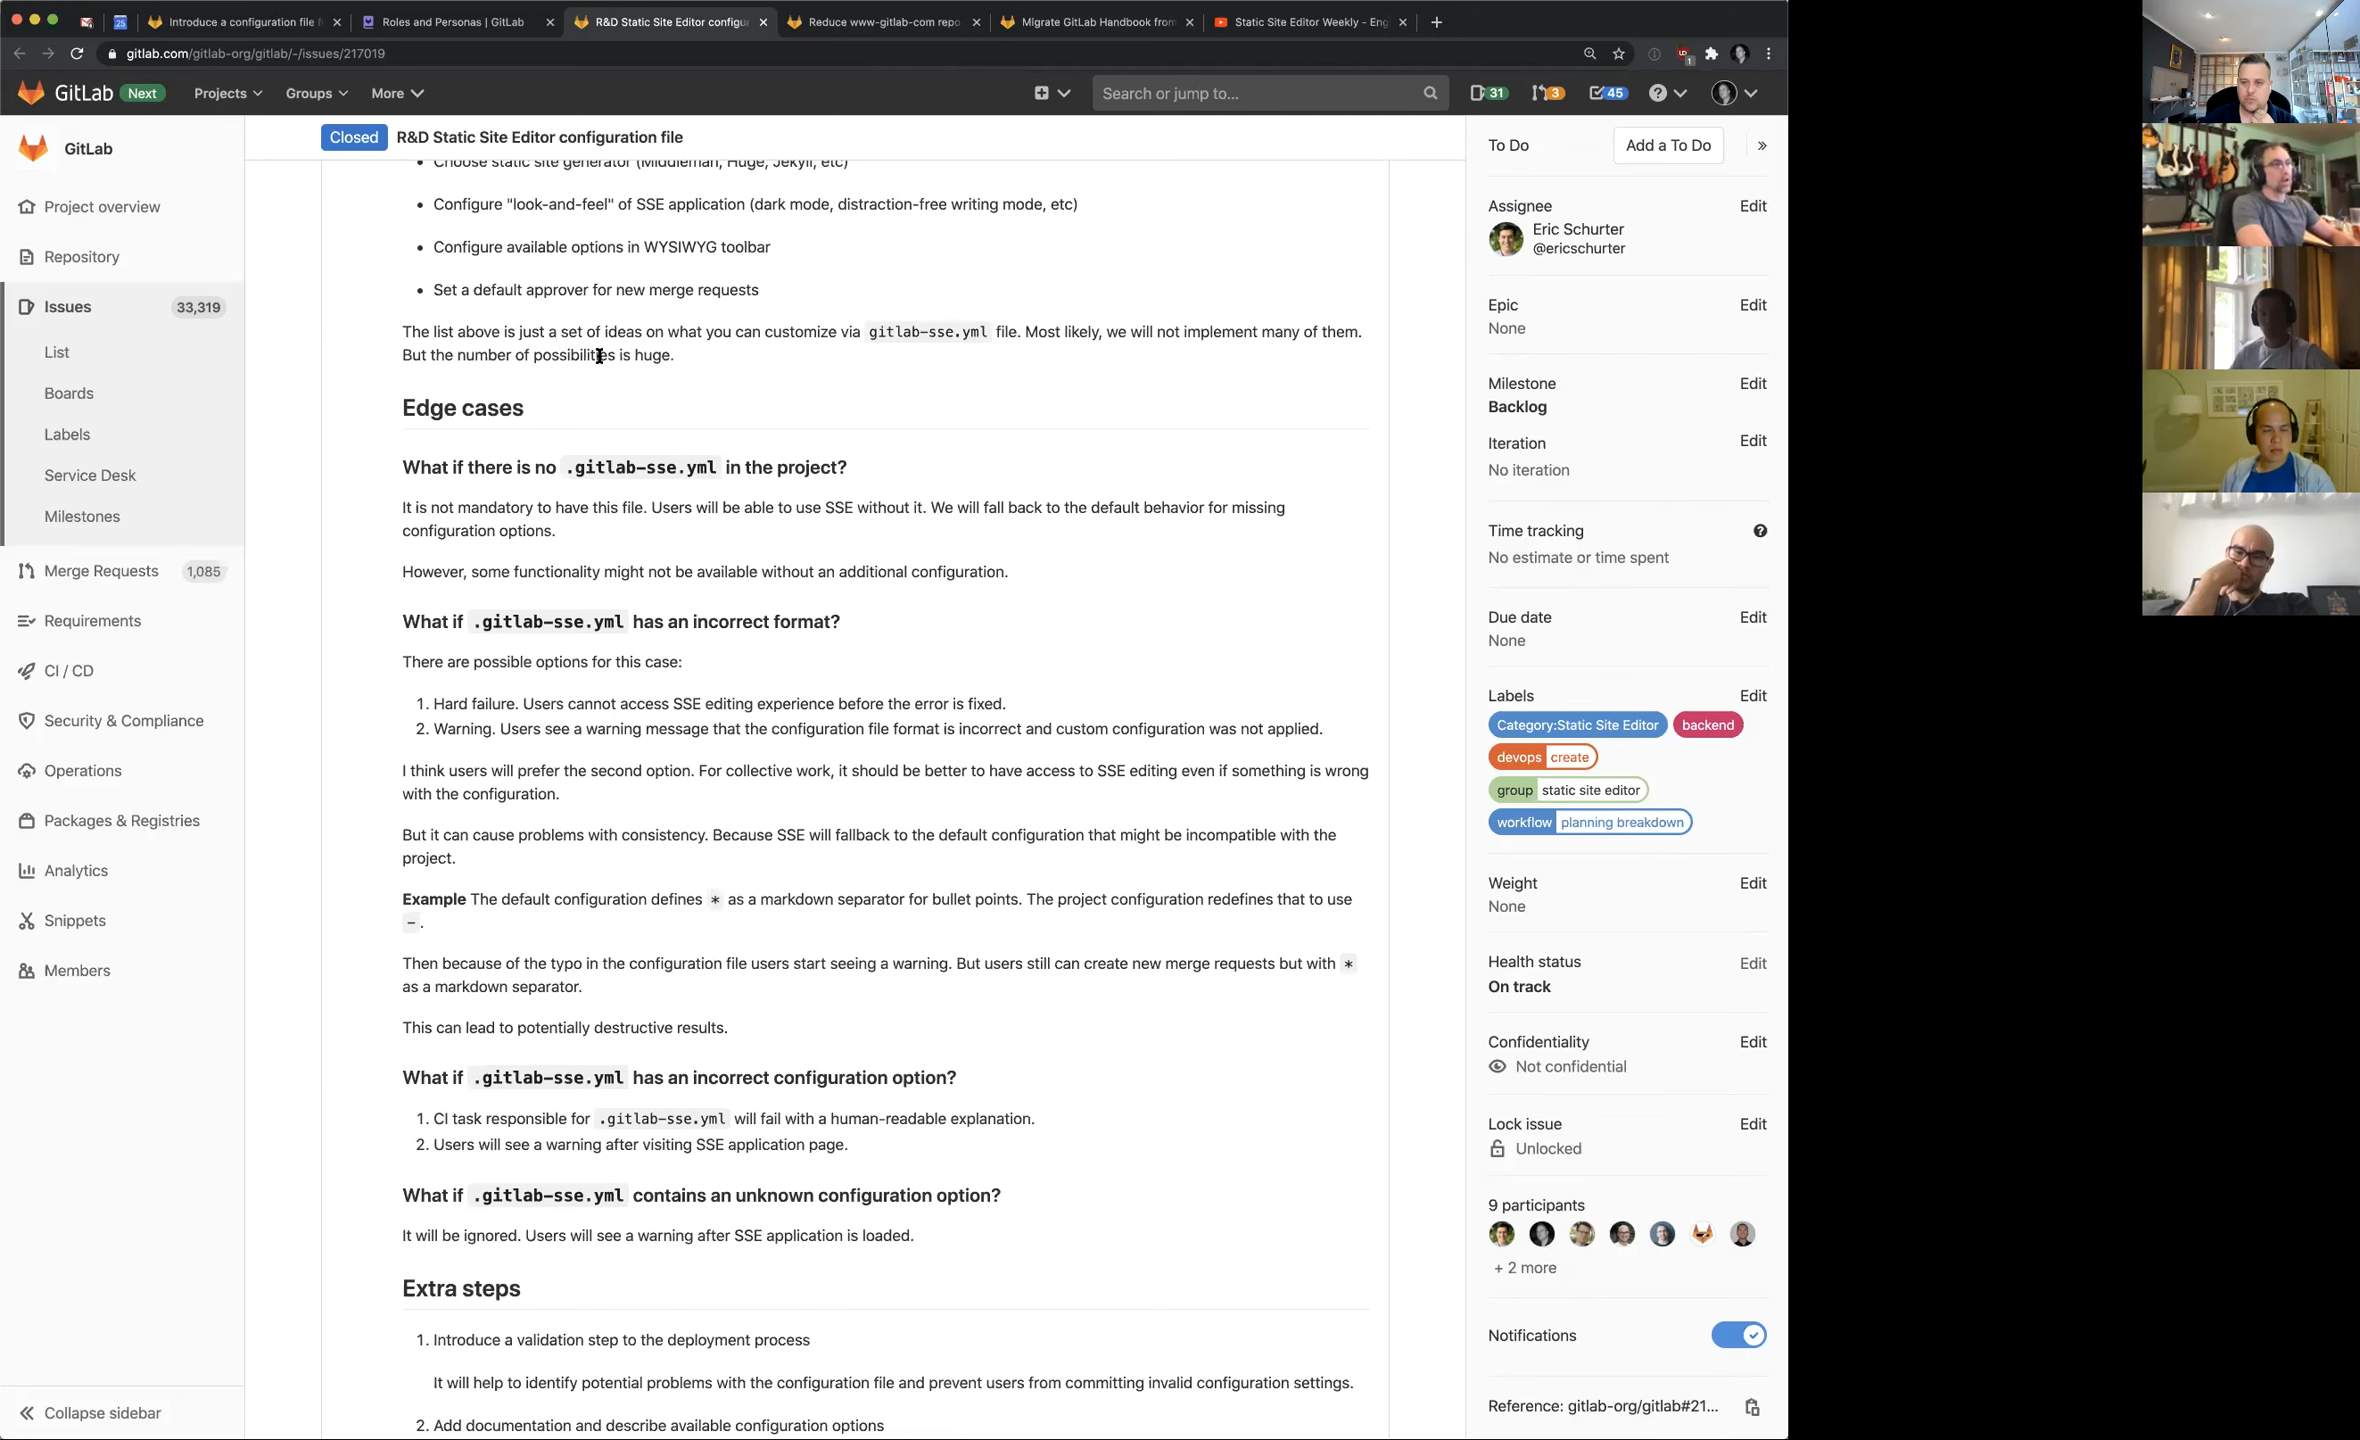 Introduce a configuration file f
Roles and Personas | GitLab
R&D Static Site Editor configur
Reduce www-gitlab-com repo
Migrate GitLab Handbook from
Static Site Editor Weekly - Eng
gitlab.com/gitlab-org/gitlab/-/issues/217019
GitLab Next Projects Groups More Search or jump to... 31 3 45
GitLab
Project overview
Repository
Issues 33,319
List
Boards
Labels
Service Desk
Milestones
Merge Requests 1,085
Requirements
CI / CD
Security & Compliance
Operations
Packages & Registries
Analytics
Snippets
Members
Collapse sidebar
Closed R&D Static Site Editor configuration file
• Choose static site generator (Middleman, Hugo, Jekyll, etc)
• Configure "look-and-feel" of SSE application (dark mode, distraction-free writing mode, etc)
• Configure available options in WYSIWYG toolbar
• Set a default approver for new merge requests
The list above is just a set of ideas on what you can customize via gitlab-sse.yml file. Most likely, we will not implement many of them.
But the number of possibilities is huge.
Edge cases
What if there is no .gitlab-sse.yml in the project?
It is not mandatory to have this file. Users will be able to use SSE without it. We will fall back to the default behavior for missing
configuration options.
However, some functionality might not be available without an additional configuration.
What if .gitlab-sse.yml has an incorrect format?
There are possible options for this case:
1. Hard failure. Users cannot access SSE editing experience before the error is fixed.
2. Warning. Users see a warning message that the configuration file format is incorrect and custom configuration was not applied.
I think users will prefer the second option. For collective work, it should be better to have access to SSE editing even if something is wrong
with the configuration.
But it can cause problems with consistency. Because SSE will fallback to the default configuration that might be incompatible with the
project.
Example The default configuration defines * as a markdown separator for bullet points. The project configuration redefines that to use
- .
Then because of the typo in the configuration file users start seeing a warning. But users still can create new merge requests but with *
as a markdown separator.
This can lead to potentially destructive results.
What if .gitlab-sse.yml has an incorrect configuration option?
1. CI task responsible for .gitlab-sse.yml will fail with a human-readable explanation.
2. Users will see a warning after visiting SSE application page.
What if .gitlab-sse.yml contains an unknown configuration option?
It will be ignored. Users will see a warning after SSE application is loaded.
Extra steps
1. Introduce a validation step to the deployment process
It will help to identify potential problems with the configuration file and prevent users from committing invalid configuration settings.
2. Add documentation and describe available configuration options
To Do Add a To Do
Assignee Edit
Eric Schurter
@ericschurter
Epic Edit
None
Milestone Edit
Backlog
Iteration Edit
No iteration
Time tracking
No estimate or time spent
Due date Edit
None
Labels Edit
Category:Static Site Editor backend
devops create
group static site editor
workflow planning breakdown
Weight Edit
None
Health status Edit
On track
Confidentiality Edit
Not confidential
Lock issue Edit
Unlocked
9 participants
+ 2 more
Notifications
Reference: gitlab-org/gitlab#21...